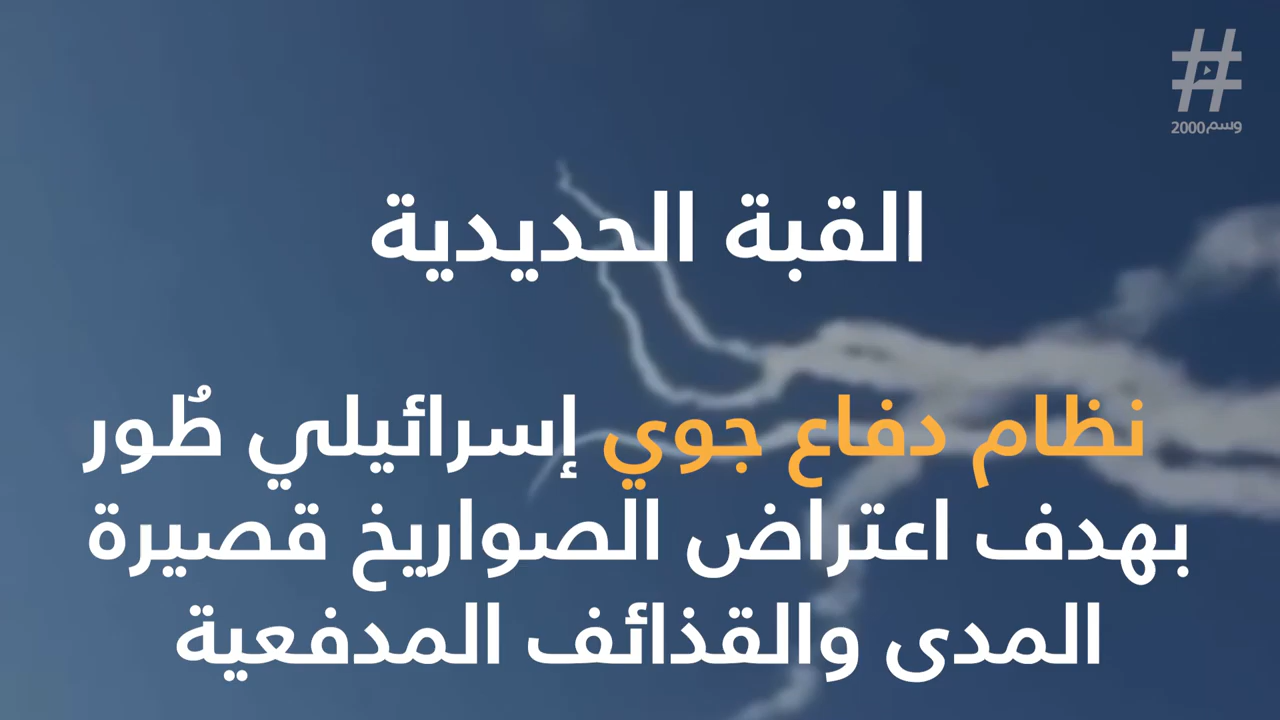 وسم2000
القبة الحديدية
نظام دفاع جوي إسرائيلي طُور
بهدف اعتراض الصواريخ قصيرة
المدى والقذائف المدفعية